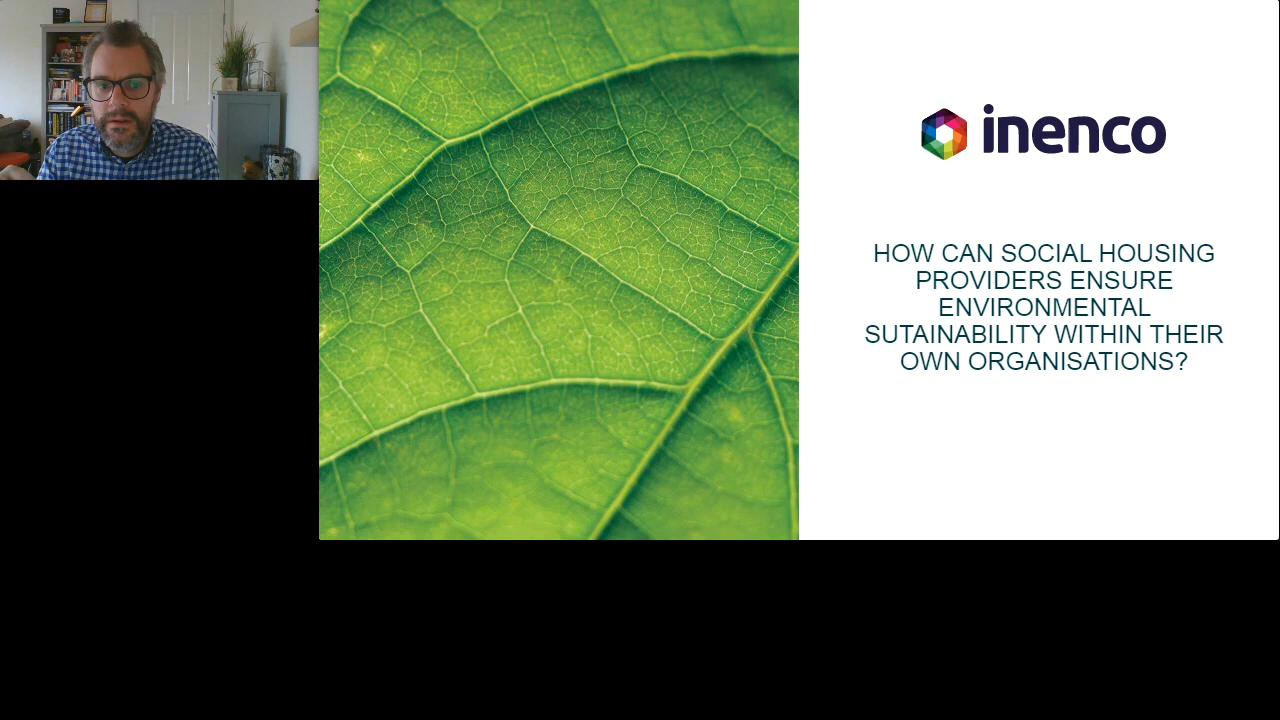 inenco
HOW CAN SOCIAL HOUSING
PROVIDERS ENSURE
ENVIRONMENTAL
SUTAINABILITY WITHIN THEIR
OWN ORGANISATIONS?